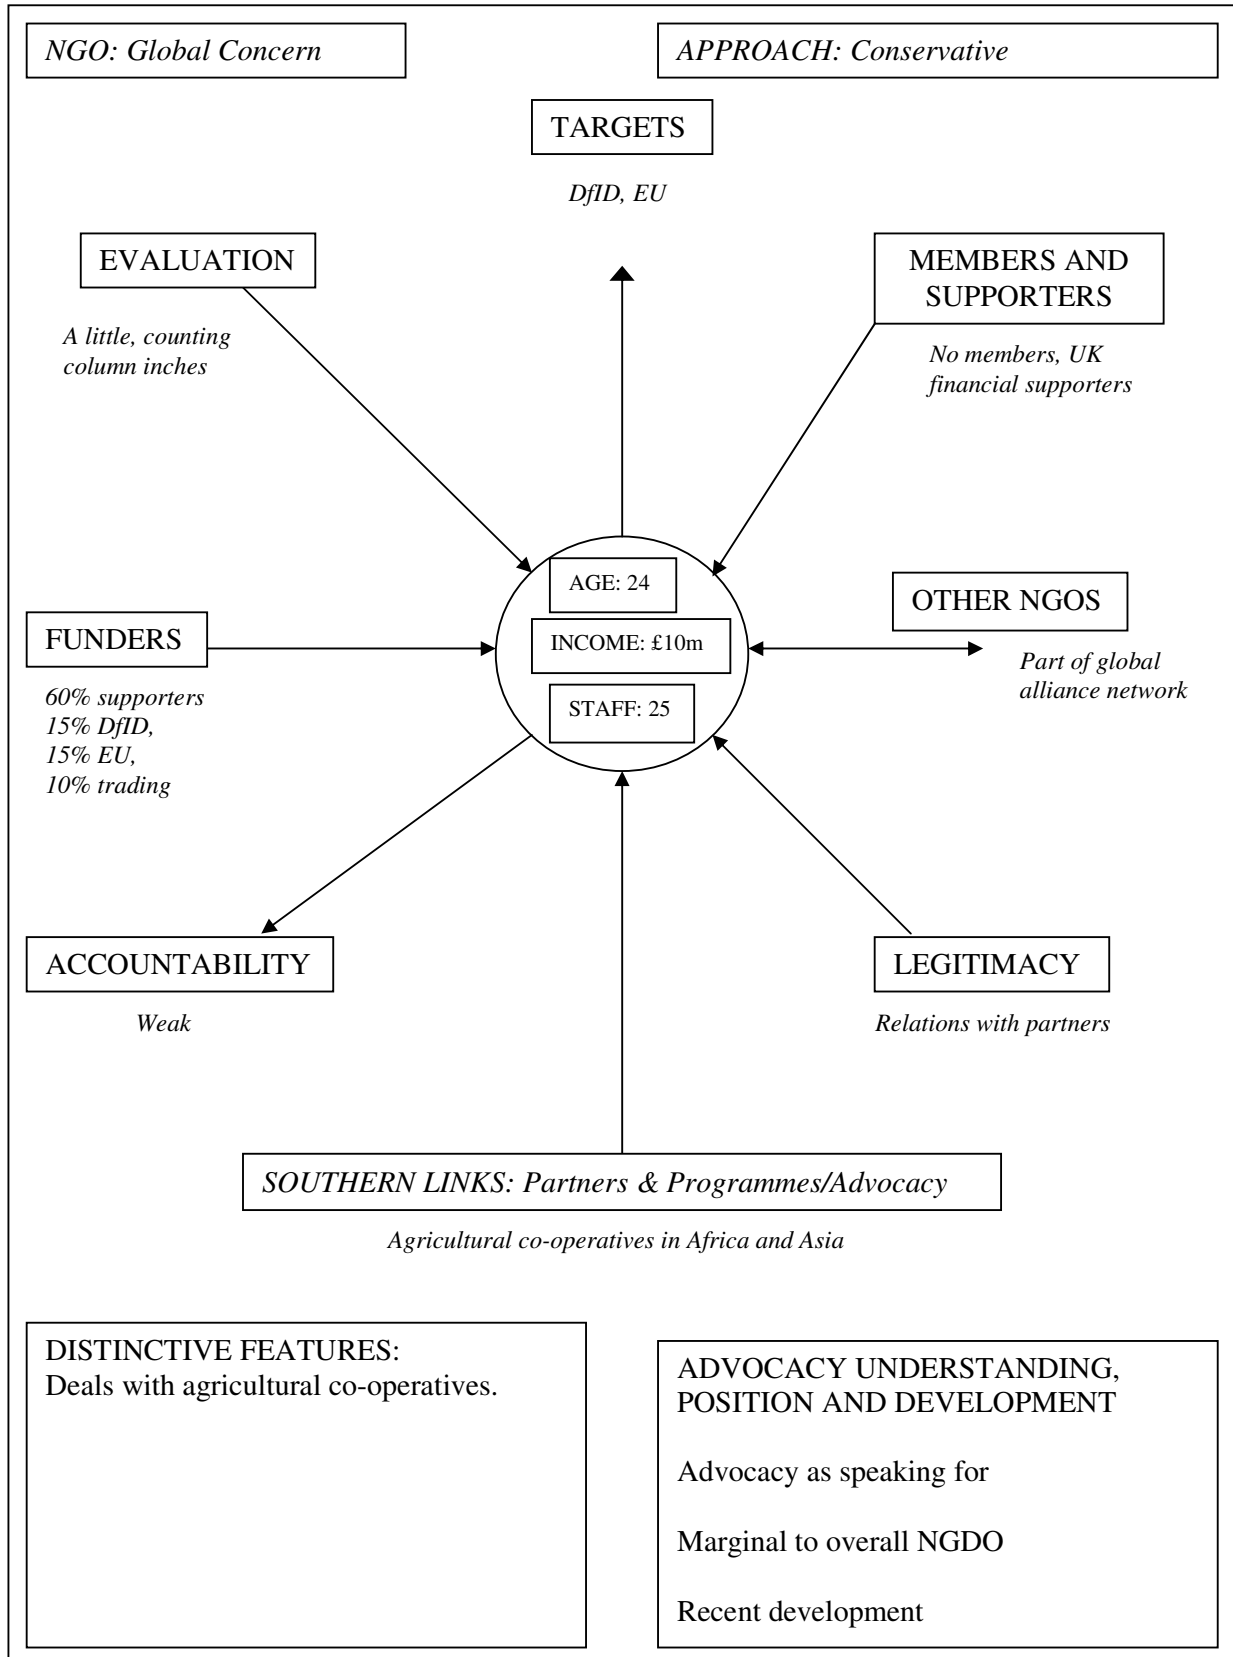 NGO: Global Concern
APPROACH: Conservative
TARGETS
DfID, EU
EVALUATION
A little, counting
column inches
MEMBERS AND
SUPPORTERS
No members, UK
financial supporters
AGE: 24
INCOME: £10m
STAFF: 25
OTHER NGOS
Part of global
alliance network
FUNDERS
60% supporters
15% DfID,
15% EU,
10% trading
ACCOUNTABILITY
Weak
LEGITIMACY
Relations with partners
SOUTHERN LINKS: Partners & Programmes/Advocacy
Agricultural co-operatives in Africa and Asia
DISTINCTIVE FEATURES:
Deals with agricultural co-operatives.
ADVOCACY UNDERSTANDING,
POSITION AND DEVELOPMENT
Advocacy as speaking for
Marginal to overall NGDO
Recent development